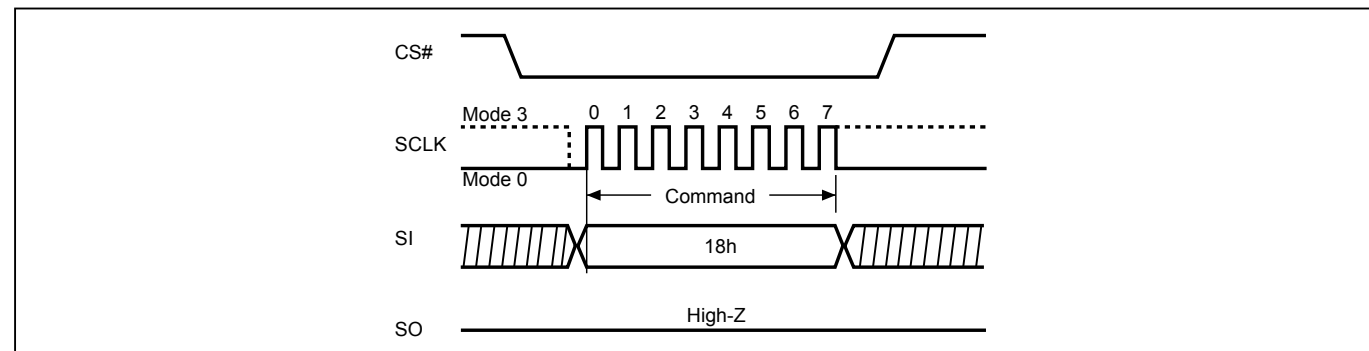 CS#
Mode 3
0 1 2 3 4 5 6 7
SCLK
Mode 0
Command
SI
18h
High-Z
SO